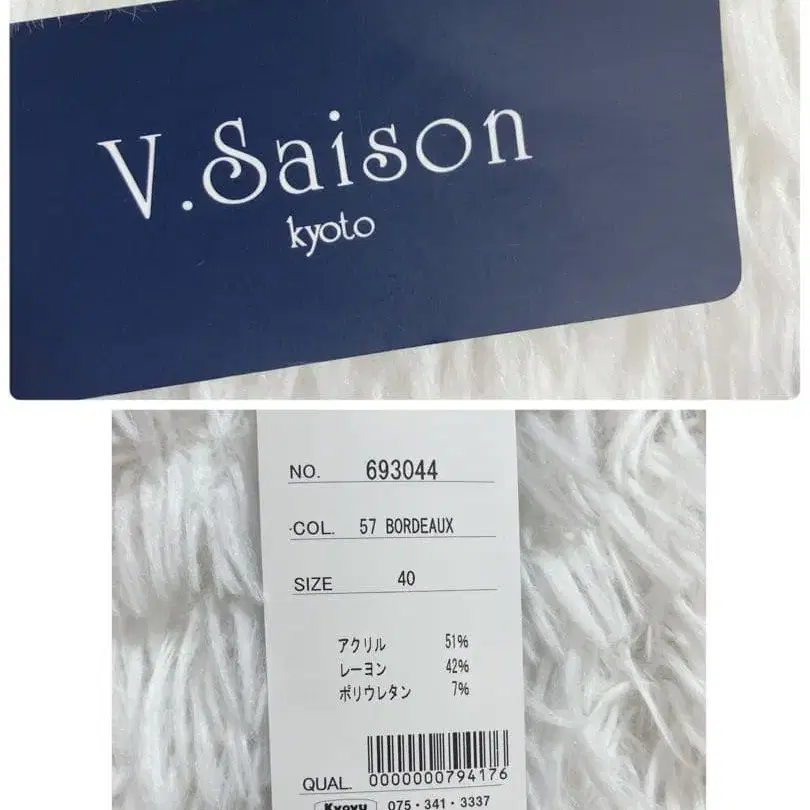 V.Saison
kyoto
NO. 693044
COL. 57 BORDEAUX
SIZE 40
アクリル 51%
レーヨン 42%
ポリウレタン 7%
QUAL. 0000000794176
Kyoyu 075・341・3337